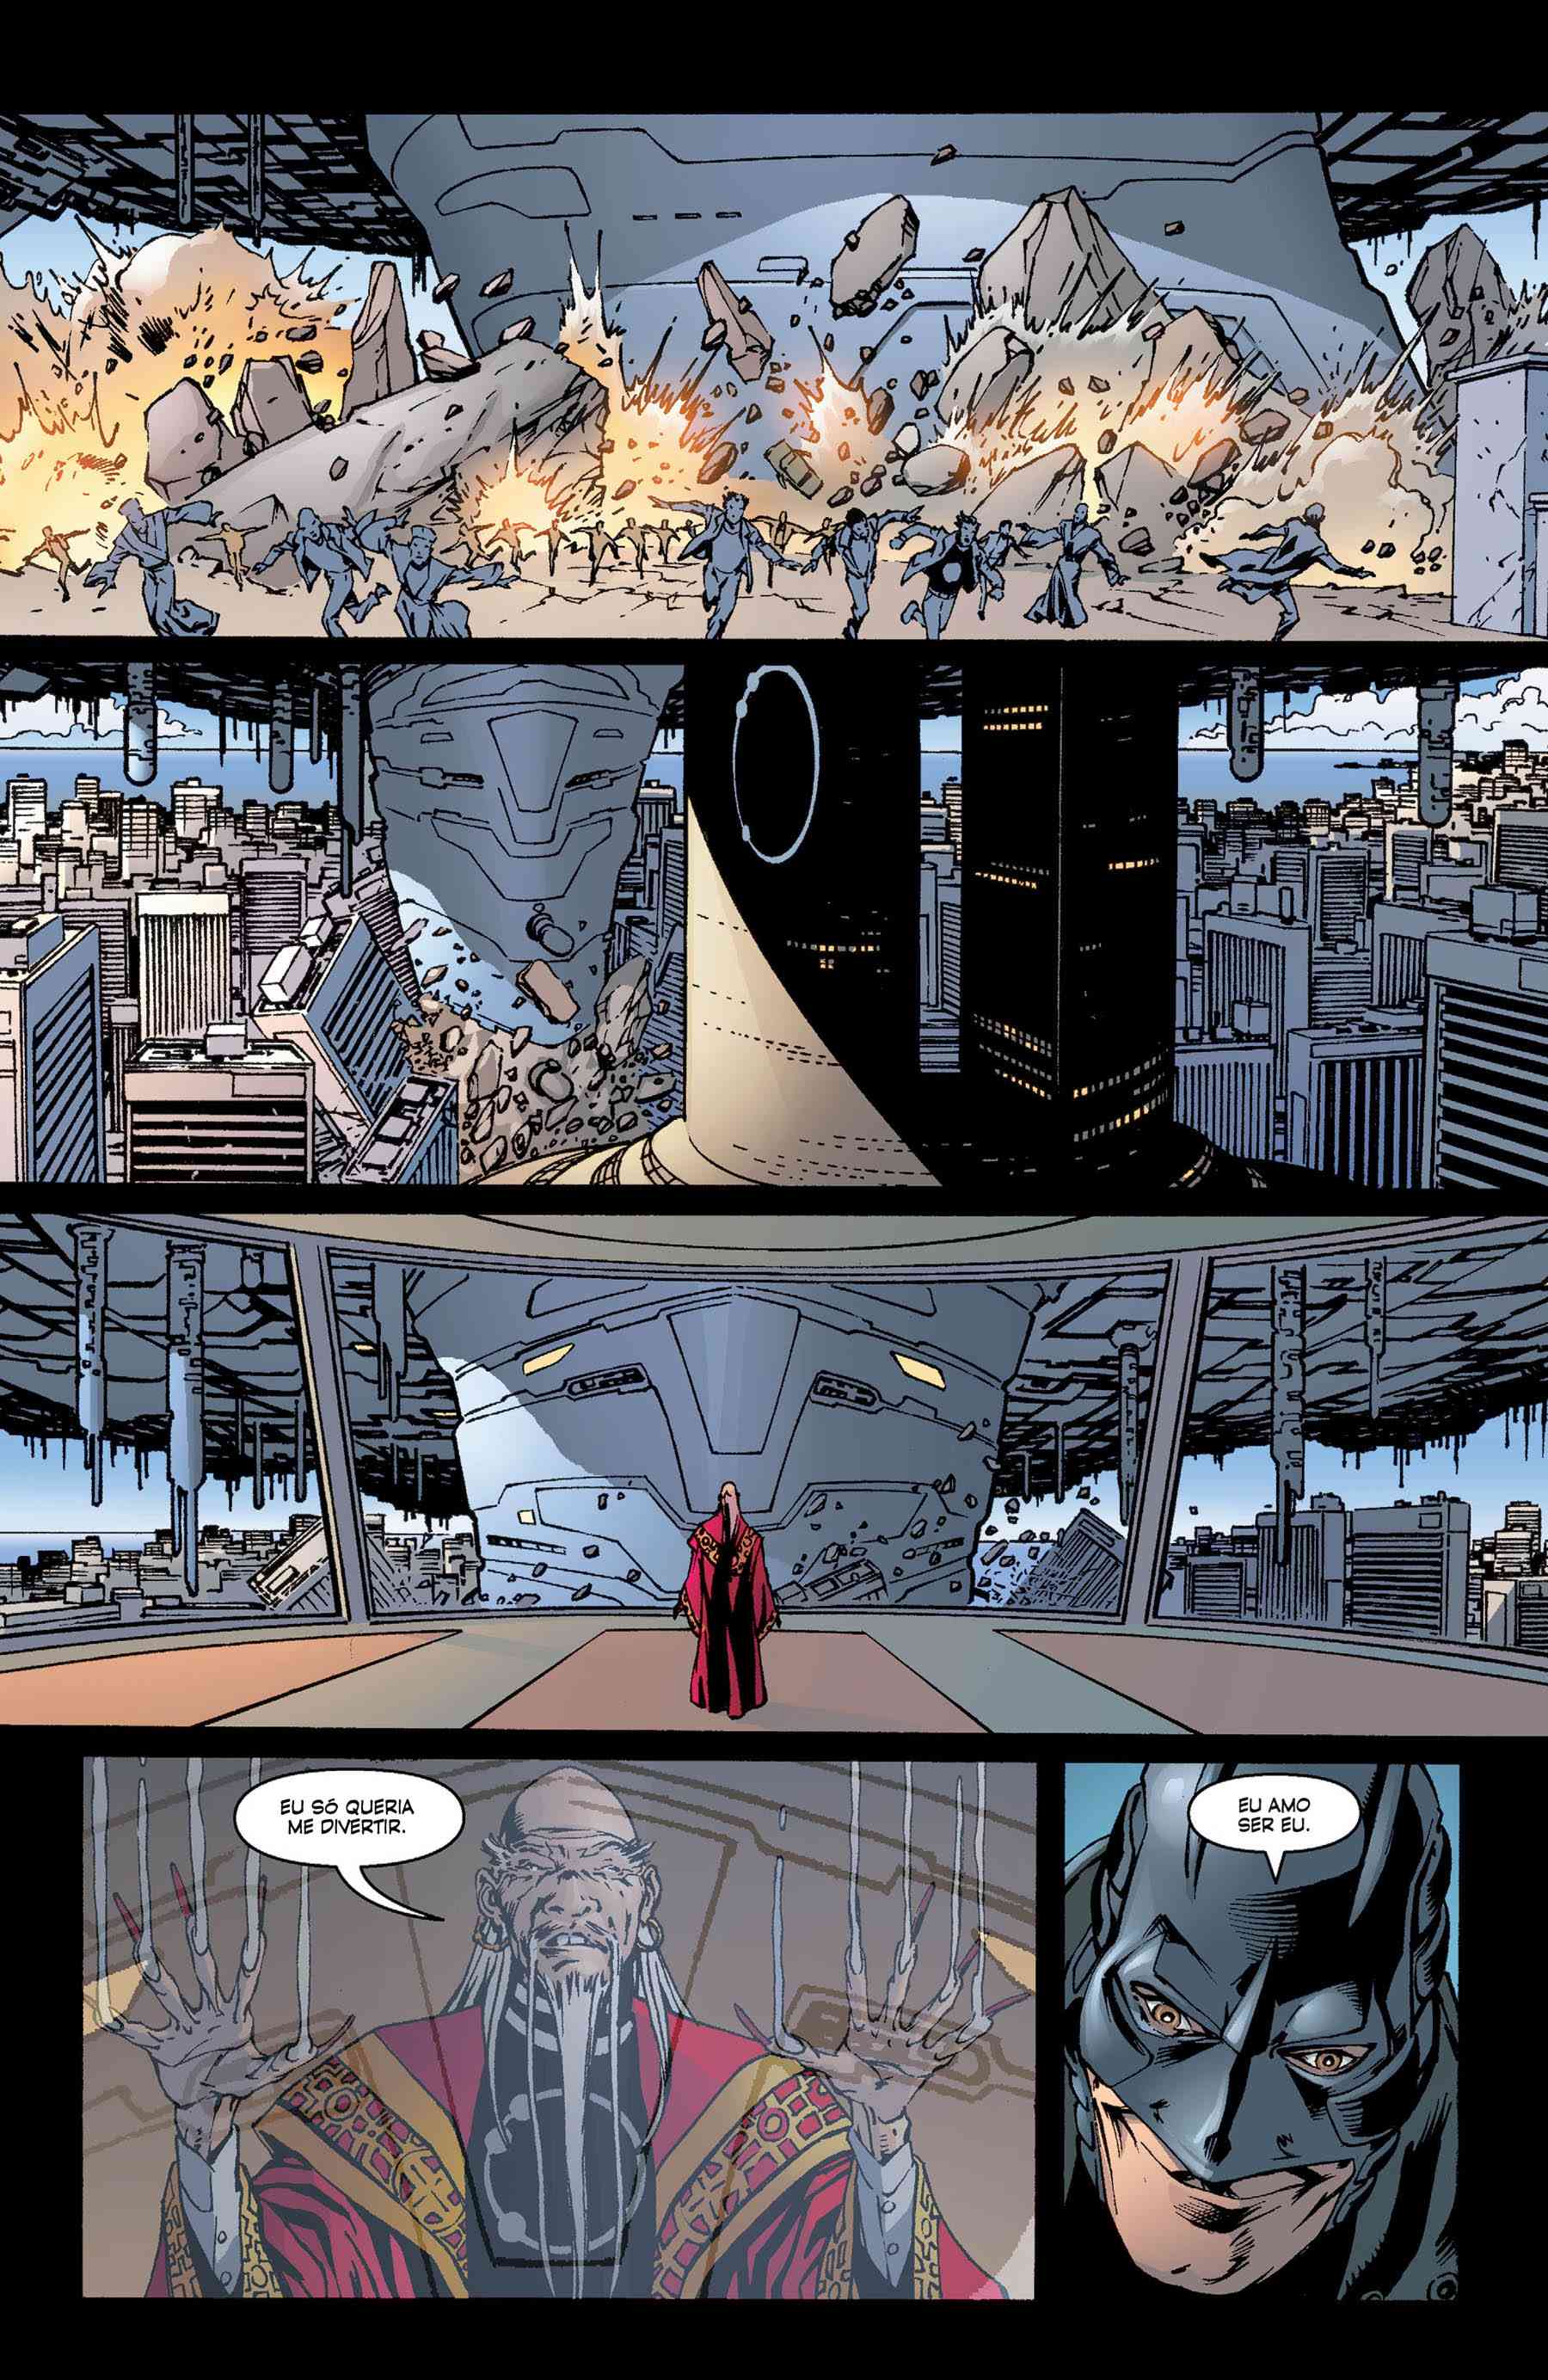 EU SÓ QUERIA
ME DIVERTIR.
EU AMO
SER EU.